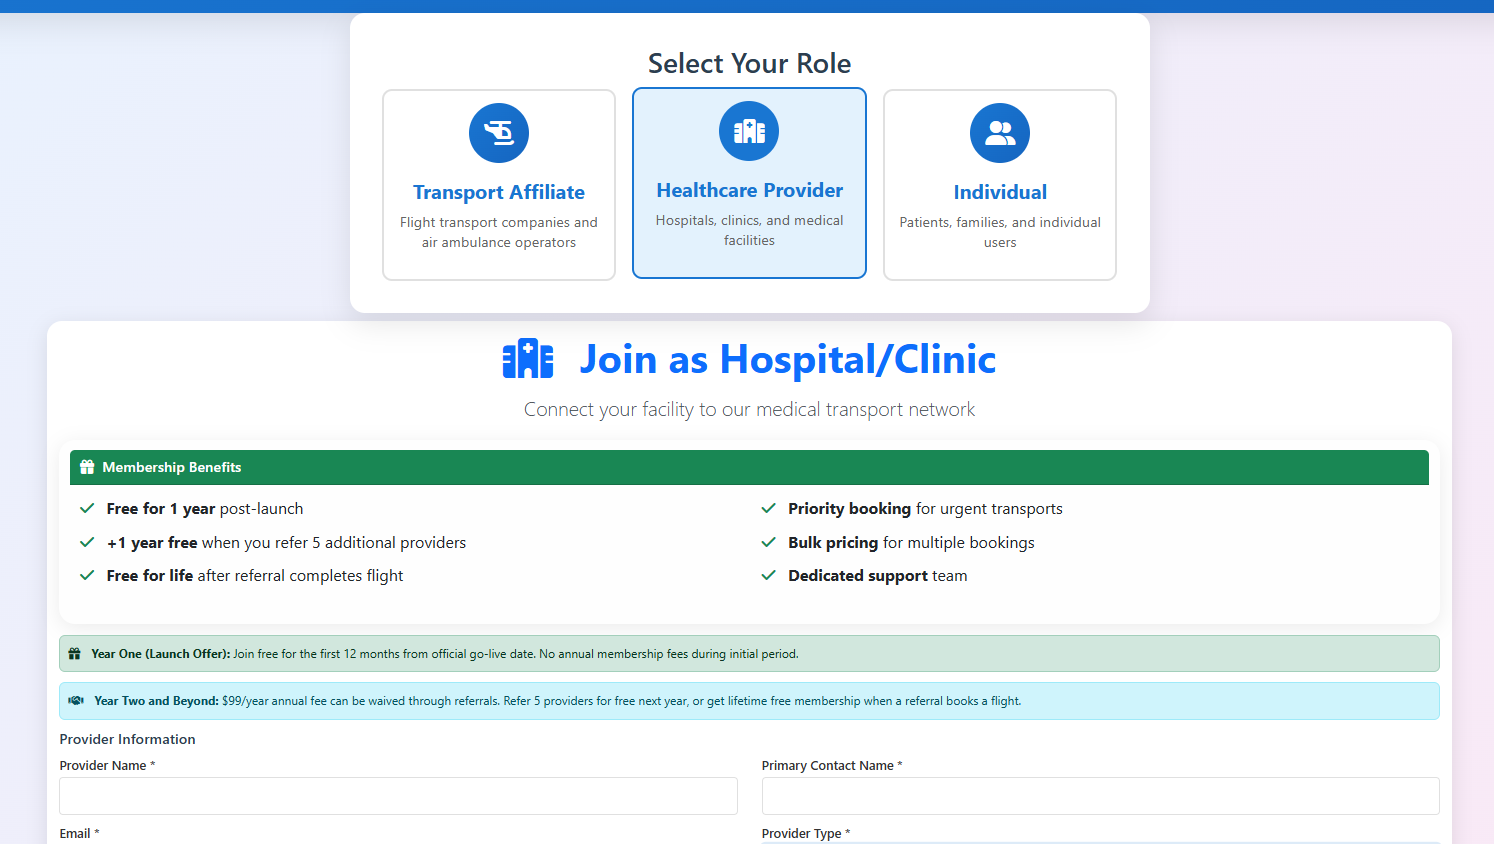 Select Your Role
Transport Affiliate
Flight transport companies and
air ambulance operators
Healthcare Provider
Hospitals, clinics, and medical
facilities
Individual
Patients, families, and individual
users
Join as Hospital/Clinic
Connect your facility to our medical transport network
Membership Benefits
Free for 1 year post-launch
+1 year free when you refer 5 additional providers
Free for life after referral completes flight
Priority booking for urgent transports
Bulk pricing for multiple bookings
Dedicated support team
Year One (Launch Offer): Join free for the first 12 months from official go-live date. No annual membership fees during initial period.
Year Two and Beyond: $99/year annual fee can be waived through referrals. Refer 5 providers for free next year, or get lifetime free membership when a referral books a flight.
Provider Information
Provider Name *
Primary Contact Name *
Email *
Provider Type *